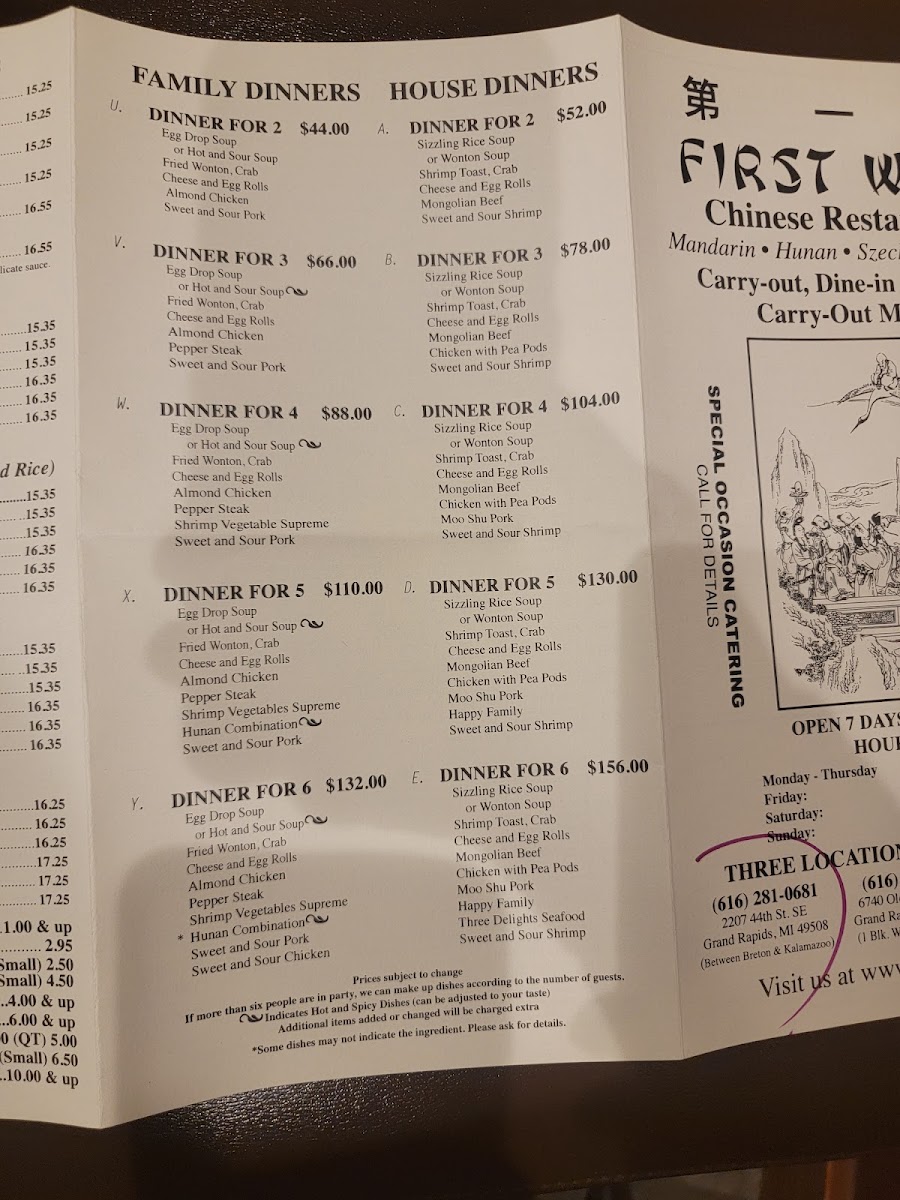 15.25
15.25
15.25
15.25
16.55
16.55
licate sauce.
15.35
15.35
15.35
16.35
16.35
16.35
d Rice)
15.35
15.35
15.35
16.35
16.35
16.35
15.35
15.35
15.35
16.35
16.35
16.35
16.25
16.25
16.25
17.25
17.25
17.25
1.00 & up
2.95
Small) 2.50
Small) 4.50
..4.00 & up
...6.00 & up
0 (QT) 5.00
(Small) 6.50
..10.00 & up
FAMILY DINNERS
U. DINNER FOR 2 $44.00
Egg Drop Soup
or Hot and Sour Soup
Fried Wonton, Crab
Cheese and Egg Rolls
Almond Chicken
Sweet and Sour Pork
V. DINNER FOR 3 $66.00
Egg Drop Soup
or Hot and Sour Soup
Fried Wonton, Crab
Cheese and Egg Rolls
Almond Chicken
Pepper Steak
Sweet and Sour Pork
W. DINNER FOR 4 $88.00
Egg Drop Soup
or Hot and Sour Soup
Fried Wonton, Crab
Cheese and Egg Rolls
Almond Chicken
Pepper Steak
Shrimp Vegetable Supreme
Sweet and Sour Pork
X. DINNER FOR 5 $110.00
Egg Drop Soup
or Hot and Sour Soup
Fried Wonton, Crab
Cheese and Egg Rolls
Almond Chicken
Pepper Steak
Shrimp Vegetables Supreme
Hunan Combination
Sweet and Sour Pork
Y. DINNER FOR 6 $132.00
Egg Drop Soup
or Hot and Sour Soup
Fried Wonton, Crab
Cheese and Egg Rolls
Almond Chicken
Pepper Steak
Shrimp Vegetables Supreme
* Hunan Combination
Sweet and Sour Pork
Sweet and Sour Chicken
HOUSE DINNERS
A. DINNER FOR 2 $52.00
Sizzling Rice Soup
or Wonton Soup
Shrimp Toast, Crab
Cheese and Egg Rolls
Mongolian Beef
Sweet and Sour Shrimp
B. DINNER FOR 3 $78.00
Sizzling Rice Soup
or Wonton Soup
Shrimp Toast, Crab
Cheese and Egg Rolls
Mongolian Beef
Chicken with Pea Pods
Sweet and Sour Shrimp
C. DINNER FOR 4 $104.00
Sizzling Rice Soup
or Wonton Soup
Shrimp Toast, Crab
Cheese and Egg Rolls
Mongolian Beef
Chicken with Pea Pods
Moo Shu Pork
Sweet and Sour Shrimp
D. DINNER FOR 5 $130.00
Sizzling Rice Soup
or Wonton Soup
Shrimp Toast, Crab
Cheese and Egg Rolls
Mongolian Beef
Chicken with Pea Pods
Moo Shu Pork
Happy Family
Sweet and Sour Shrimp
E. DINNER FOR 6 $156.00
Sizzling Rice Soup
or Wonton Soup
Shrimp Toast, Crab
Cheese and Egg Rolls
Mongolian Beef
Chicken with Pea Pods
Moo Shu Pork
Happy Family
Three Delights Seafood
Sweet and Sour Shrimp
Prices subject to change
If more than six people are in party, we can make up dishes according to the number of guests.
Indicates Hot and Spicy Dishes (can be adjusted to your taste)
Additional items added or changed will be charged extra
*Some dishes may not indicate the ingredient. Please ask for details.
第 一
FIRST W
Chinese Resta
Mandarin • Hunan • Szec
Carry-out, Dine-in
Carry-Out M
SPECIAL OCCASION CATERING
CALL FOR DETAILS
OPEN 7 DAYS
HOU
Monday - Thursday
Friday:
Saturday:
Sunday:
THREE LOCATION
(616) 281-0681
2207 44th St. SE
Grand Rapids, MI 49508
(Between Breton & Kalamazoo)
(616)
6740 Ol
Grand Ra
(1 Blk. W
Visit us at www